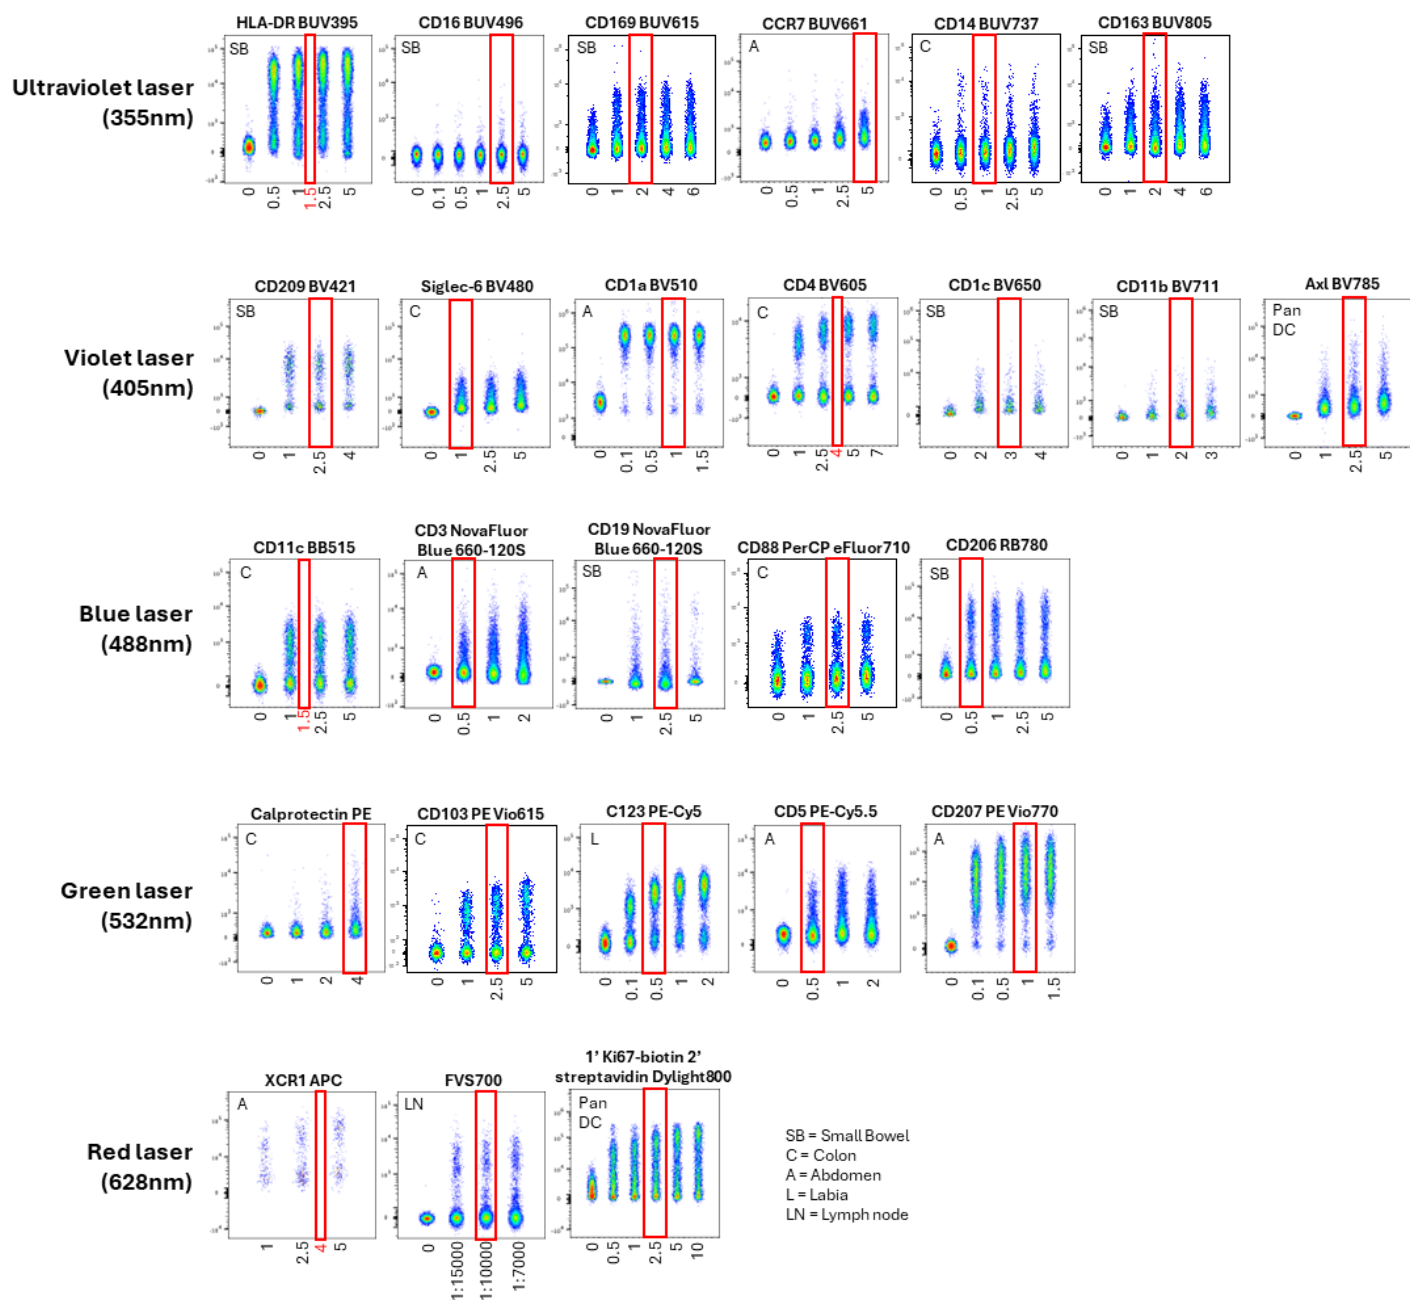 HLA-DR BUV395
CD16 BUV496
CD169 BUV615
CCR7 BUV661
CD14 BUV737
CD163 BUV805
Ultraviolet laser
(355nm)
SB
SB
SB
A
C
SB
0 0.5 1 1.5 2.5 5
0 0.1 0.5 1 2.5 5
0 1 2 4 6
0 0.5 1 2.5 5
0 0.5 1 2.5 5
0 1 2 4 6
CD209 BV421
Siglec-6 BV480
CD1a BV510
CD4 BV605
CD1c BV650
CD11b BV711
Axl BV785
Violet laser
(405nm)
SB
C
A
C
SB
SB
Pan
DC
0 1 2.5 4
0 1 2.5 5
0 0.1 0.5 1 1.5
0 1 2.5 4 5 7
0 2 3 4
0 1 2 3
0 1 2.5 5
CD11c BB515
CD3 NovaFluor
Blue 660-120S
CD19 NovaFluor
Blue 660-120S
CD88 PerCP eFluor710
CD206 RB780
Blue laser
(488nm)
C
A
SB
C
SB
0 1 1.5 2.5 5
0 0.5 1 2
0 1 2.5 5
0 1 2.5 5
0 0.5 1 2.5 5
Calprotectin PE
CD103 PE Vio615
C123 PE-Cy5
CD5 PE-Cy5.5
CD207 PE Vio770
Green laser
(532nm)
C
C
L
A
A
0 1 2 4
0 1 2.5 5
0 0.1 0.5 1 2
0 0.5 1 2
0 0.1 0.5 1 1.5
XCR1 APC
FVS700
1' Ki67-biotin 2'
streptavidin Dylight800
Red laser
(628nm)
A
LN
Pan
DC
1 2.5 4 5
0 1:15000 1:10000 1:7000
0 0.5 1 2.5 5 10
SB = Small Bowel
C = Colon
A = Abdomen
L = Labia
LN = Lymph node